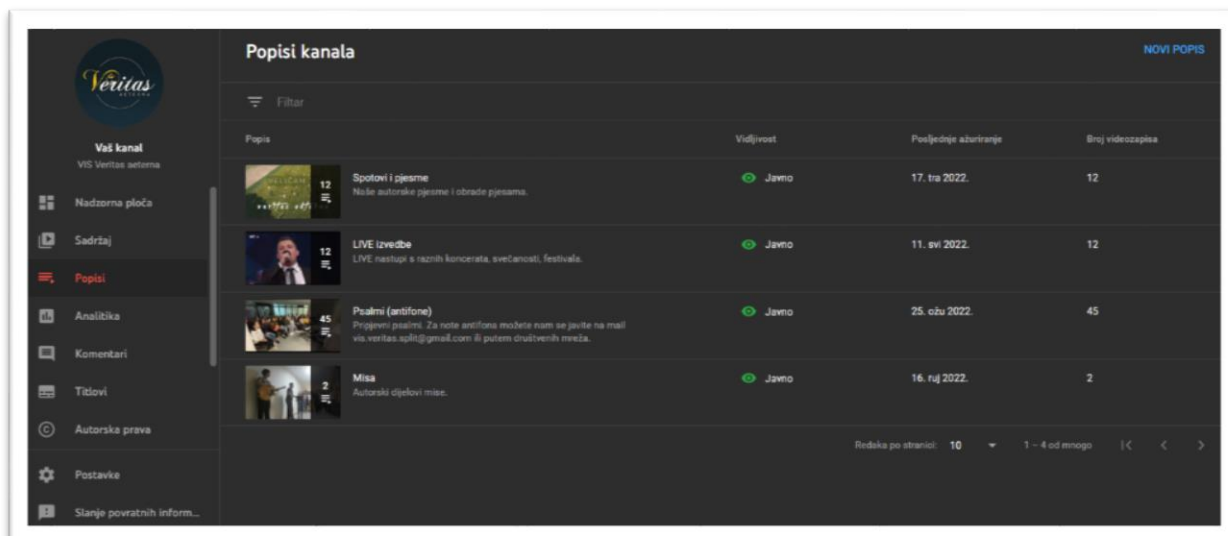 Veritas
AETERNA
Vaš kanal
VIS Veritas aeterna
Nadzorna ploča
Sadržaj
Popisi
Analitika
Komentari
Titlovi
Autorska prava
Postavke
Slanje povratnih inform...
Popisi kanala
NOVI POPIS
Filtar
Popis Vidljivost Posljednje ažuriranje Broj videozapisa
12 Spotovi i pjesme Javno 17. tra 2022. 12
Naše autorske pjesme i obrade pjesama.
12 LIVE izvedbe Javno 11. svi 2022. 12
LIVE nastupi s raznih koncerata, svečanosti, festivala.
45 Psalmi (antifone) Javno 25. ožu 2022. 45
Pripjevni psalmi. Za note antifona možete nam se javite na mail
vis.veritas.split@gmail.com ili putem društvenih mreža.
2 Misa Javno 16. ruj 2022. 2
Autorski dijelovi mise.
Redaka po stranici: 10 1 – 4 od mnogo